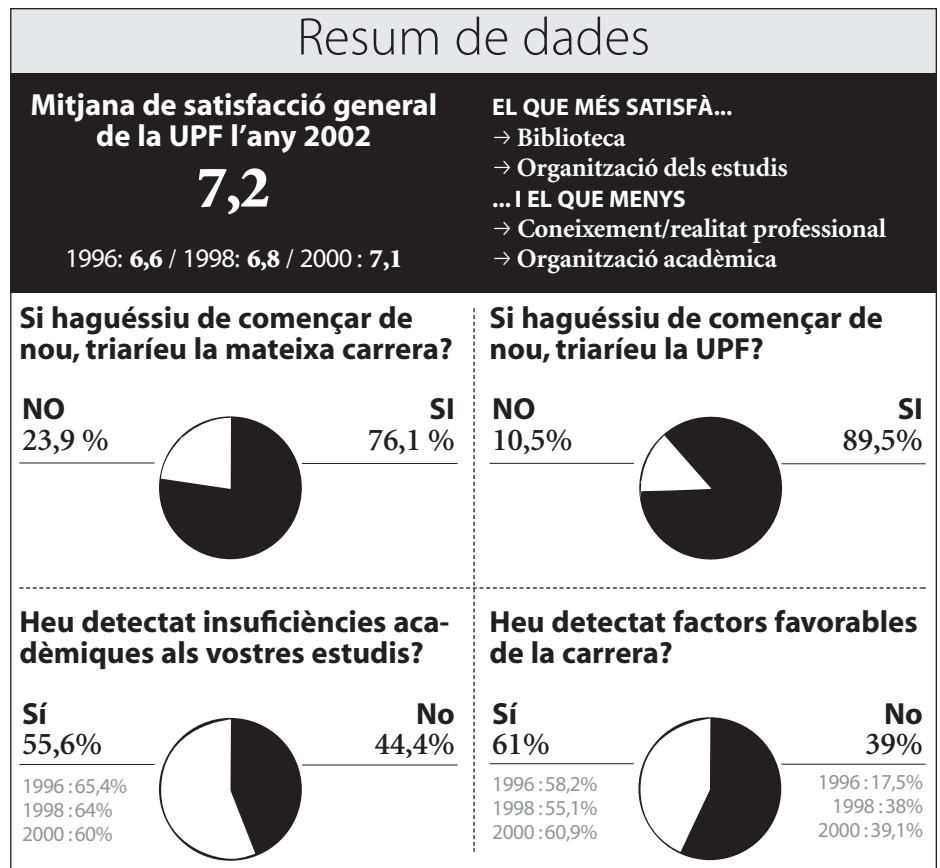 Resum de dades
Mitjana de satisfacció general
de la UPF l'any 2002
7,2
1996: 6,6 / 1998: 6,8 / 2000 : 7,1
EL QUE MÉS SATISFÀ...
→ Biblioteca
→ Organització dels estudis
... I EL QUE MENYS
→ Coneixement/realitat professional
→ Organització acadèmica
Si haguéssiu de començar de
nou, triaríeu la mateixa carrera?
NO
23,9 %
SI
76,1 %
Si haguéssiu de començar de
nou, triaríeu la UPF?
NO
10,5%
SI
89,5%
Heu detectat insuficiències aca-
dèmiques als vostres estudis?
Sí
55,6%
1996 :65,4%
1998 :64%
2000 :60%
No
44,4%
Heu detectat factors favorables
de la carrera?
Sí
61%
1996 :58,2%
1998 :55,1%
2000 :60,9%
No
39%
1996 :17,5%
1998 :38%
2000 :39,1%